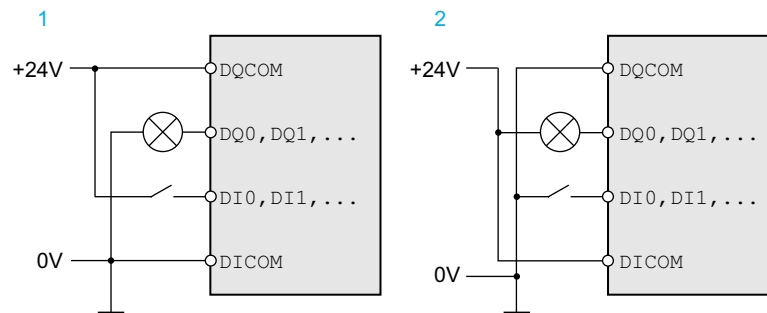 1
+24V
DQCOM
DQ0,DQ1,...
DI0,DI1,...
0V
DICOM
2
+24V
DQCOM
DQ0,DQ1,...
DI0,DI1,...
DICOM
0V